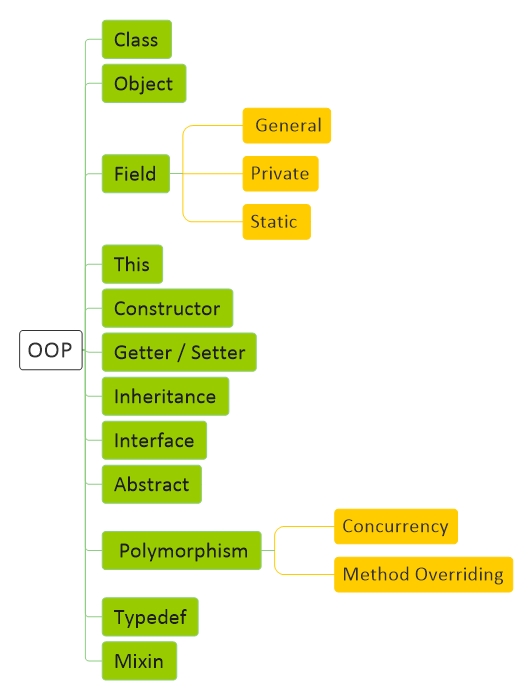 OOP
Class
Object
Field
General
Private
Static
This
Constructor
Getter / Setter
Inheritance
Interface
Abstract
Polymorphism
Concurrency
Method Overriding
Typedef
Mixin